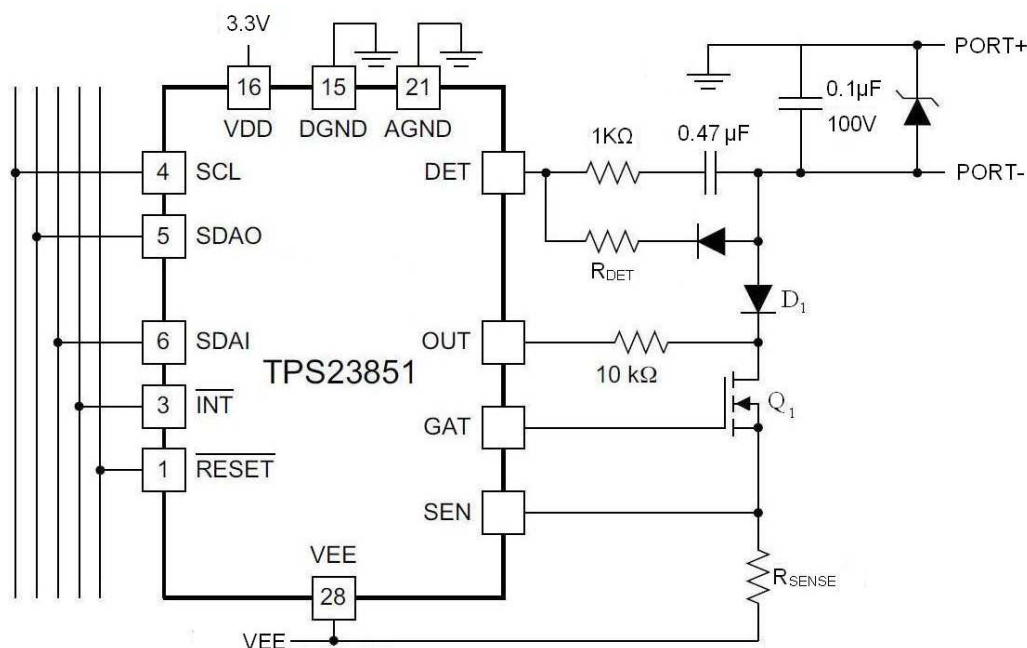 3.3V
16
15
21
VDD
DGND
AGND
PORT+
0.1µF
100V
1KΩ
0.47 µF
PORT-
4
SCL
DET
5
SDAO
R_DET
D1
6
SDAI
OUT
TPS23851
10 kΩ
3
INT
GAT
Q1
1
RESET
SEN
VEE
28
R_SENSE
VEE